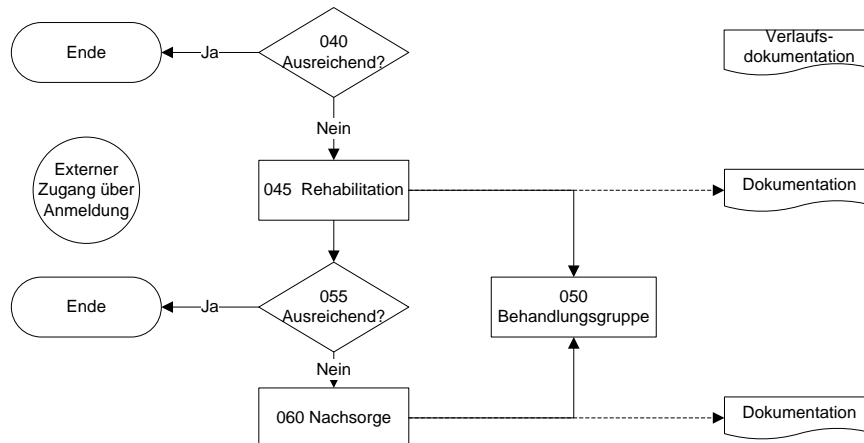 Ende
Ja
040
Ausreichend?
Verlaufs-
dokumentation
Nein
Externer
Zugang über
Anmeldung
045 Rehabilitation
Dokumentation
Ende
Ja
055
Ausreichend?
050
Behandlungsgruppe
Nein
060 Nachsorge
Dokumentation